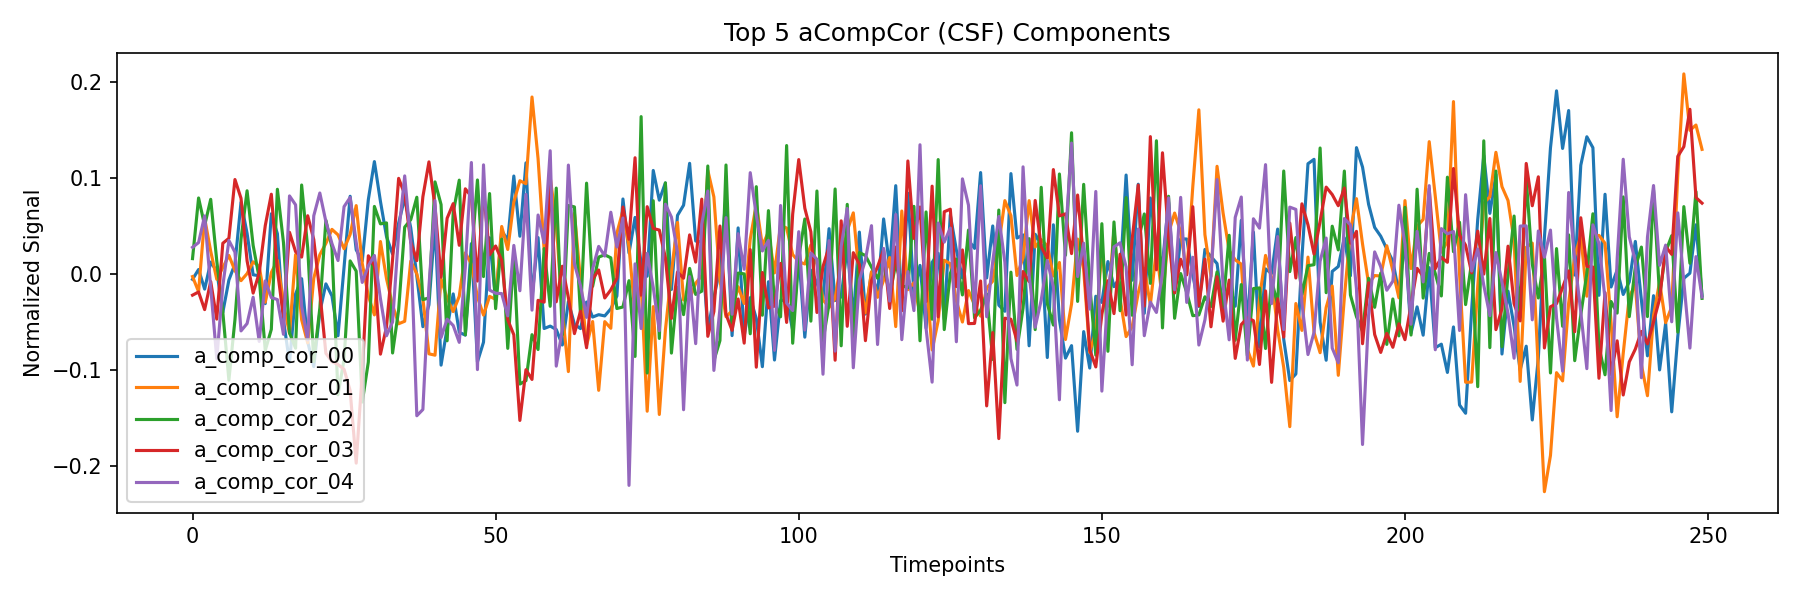 Top 5 aCompCor (CSF) Components
Normalized Signal
0.2
0.1
0.0
−0.1
−0.2
a_comp_cor_00
a_comp_cor_01
a_comp_cor_02
a_comp_cor_03
a_comp_cor_04
0 50 100 150 200 250
Timepoints